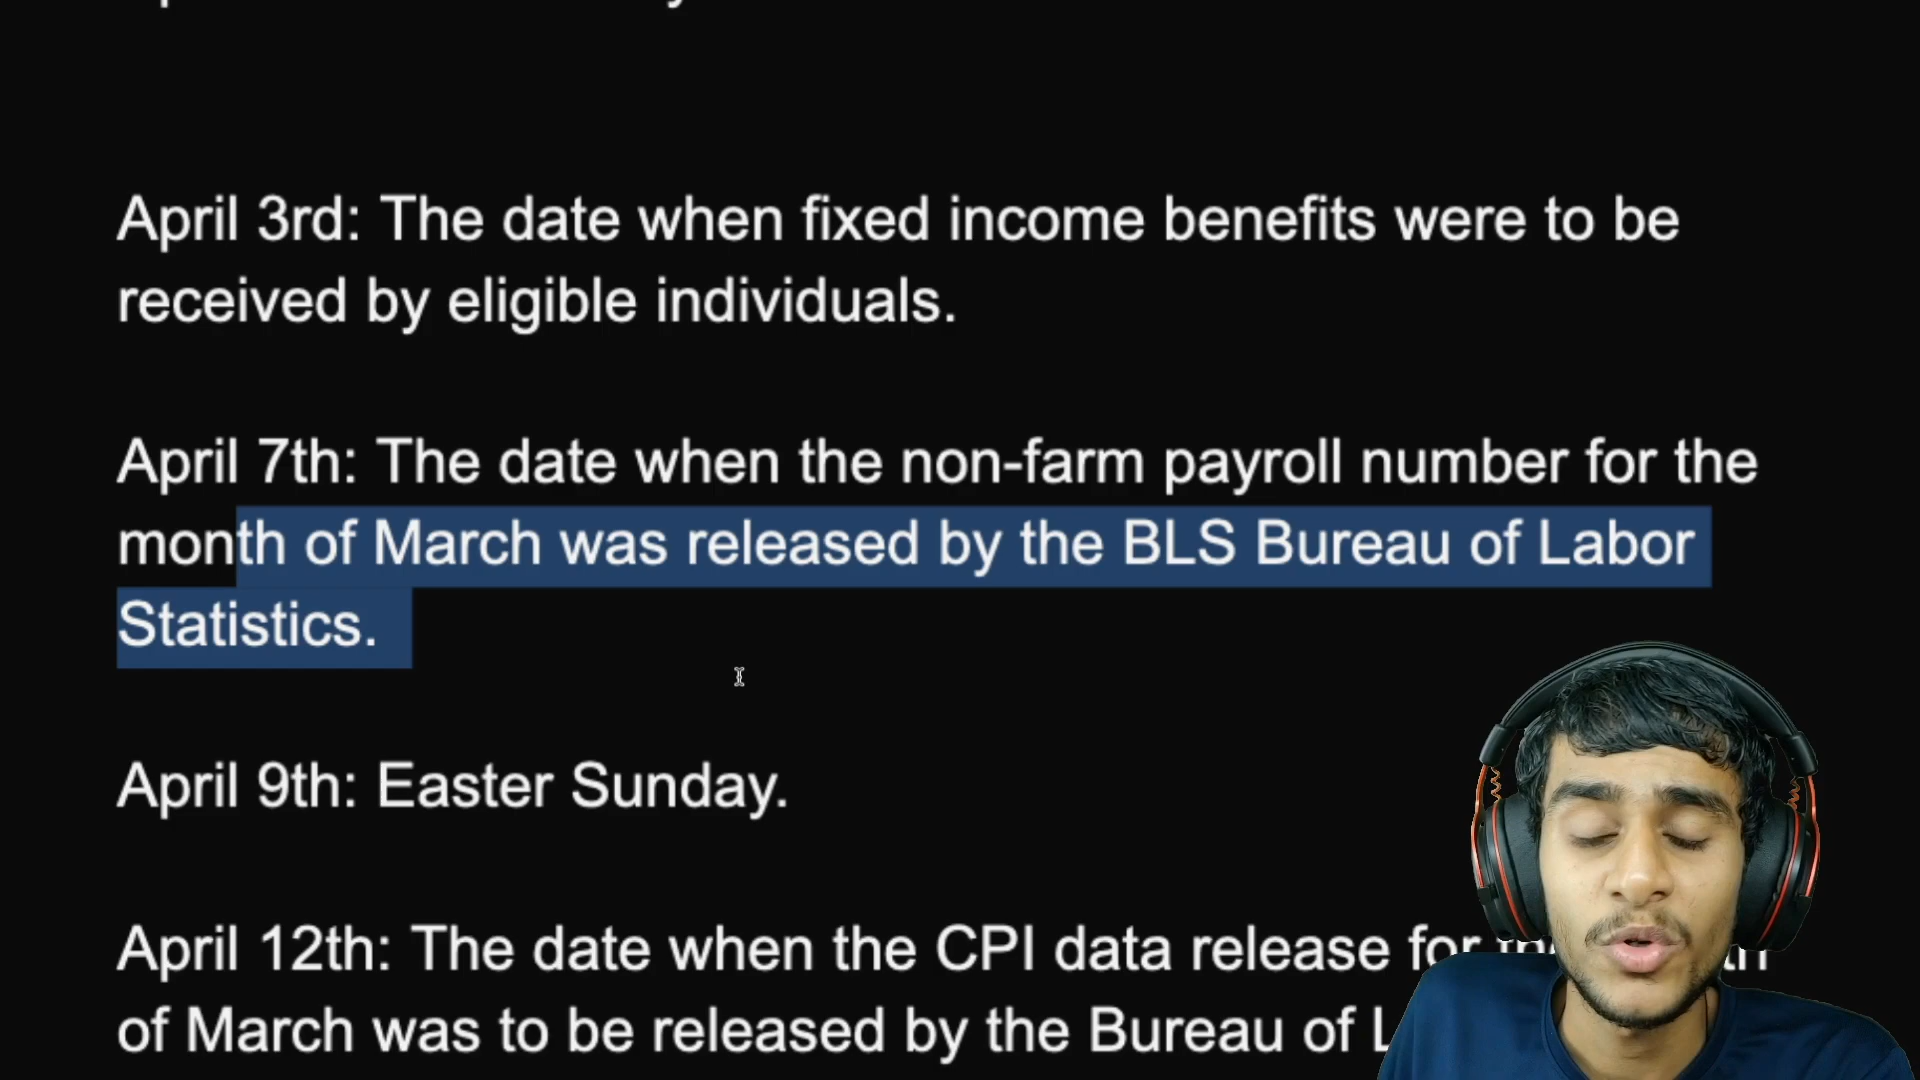 April 3rd: The date when fixed income benefits were to be
received by eligible individuals.
April 7th: The date when the non-farm payroll number for the
month of March was released by the BLS Bureau of Labor
Statistics.
April 9th: Easter Sunday.
April 12th: The date when the CPI data release for
of March was to be released by the Bureau of